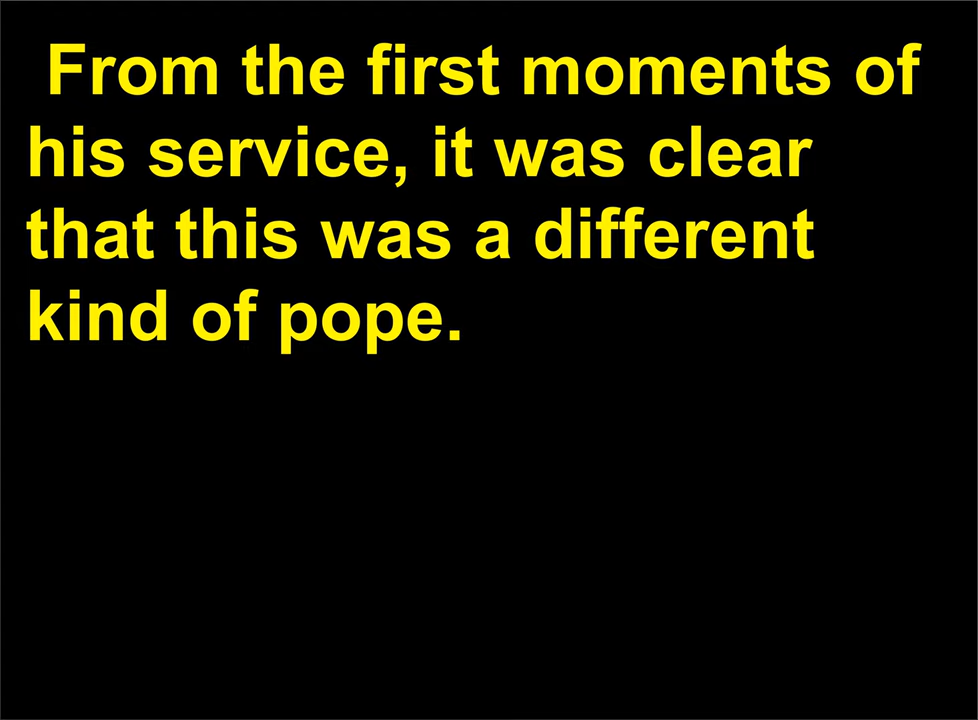 From the first moments of
his service, it was clear
that this was a different
kind of pope.